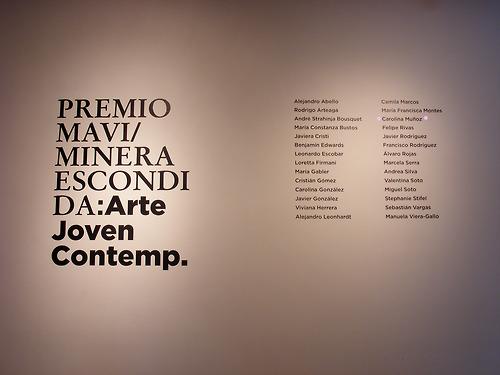 PREMIO
MAVI/
MINERA
ESCONDI
DA:Arte
Joven
Contemp.
Alejandro Abello
Rodrigo Arteaga
André Strahinja Bousquet
María Constanza Bustos
Javiera Cristi
Benjamín Edwards
Leonardo Escobar
Loretta Firmani
María Gabler
Cristián Gómez
Carolina González
Javier González
Viviana Herrera
Alejandro Leonhardt
Camila Marcos
María Francisca Montes
Carolina Muñoz
Felipe Rivas
Javier Rodríguez
Francisco Rodríguez
Álvaro Rojas
Marcela Serra
Andrea Silva
Valentina Soto
Miguel Soto
Stephanie Stifel
Sebastián Vargas
Manuela Viera-Gallo